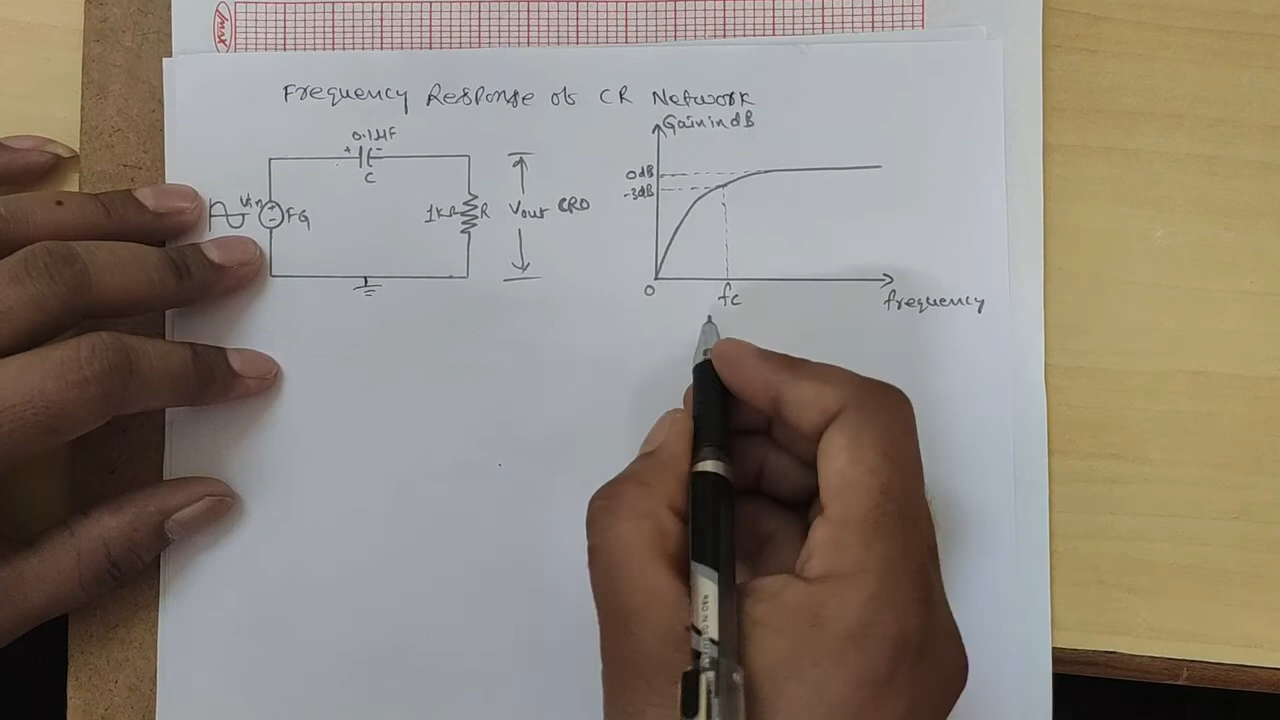 Imax
Frequency Response of CR Network
0.1µF
+ -
C
Vin
+
-
FG
1kΩ R
Vout CRO
Gain in dB
0dB
-3dB
0
fc
frequency